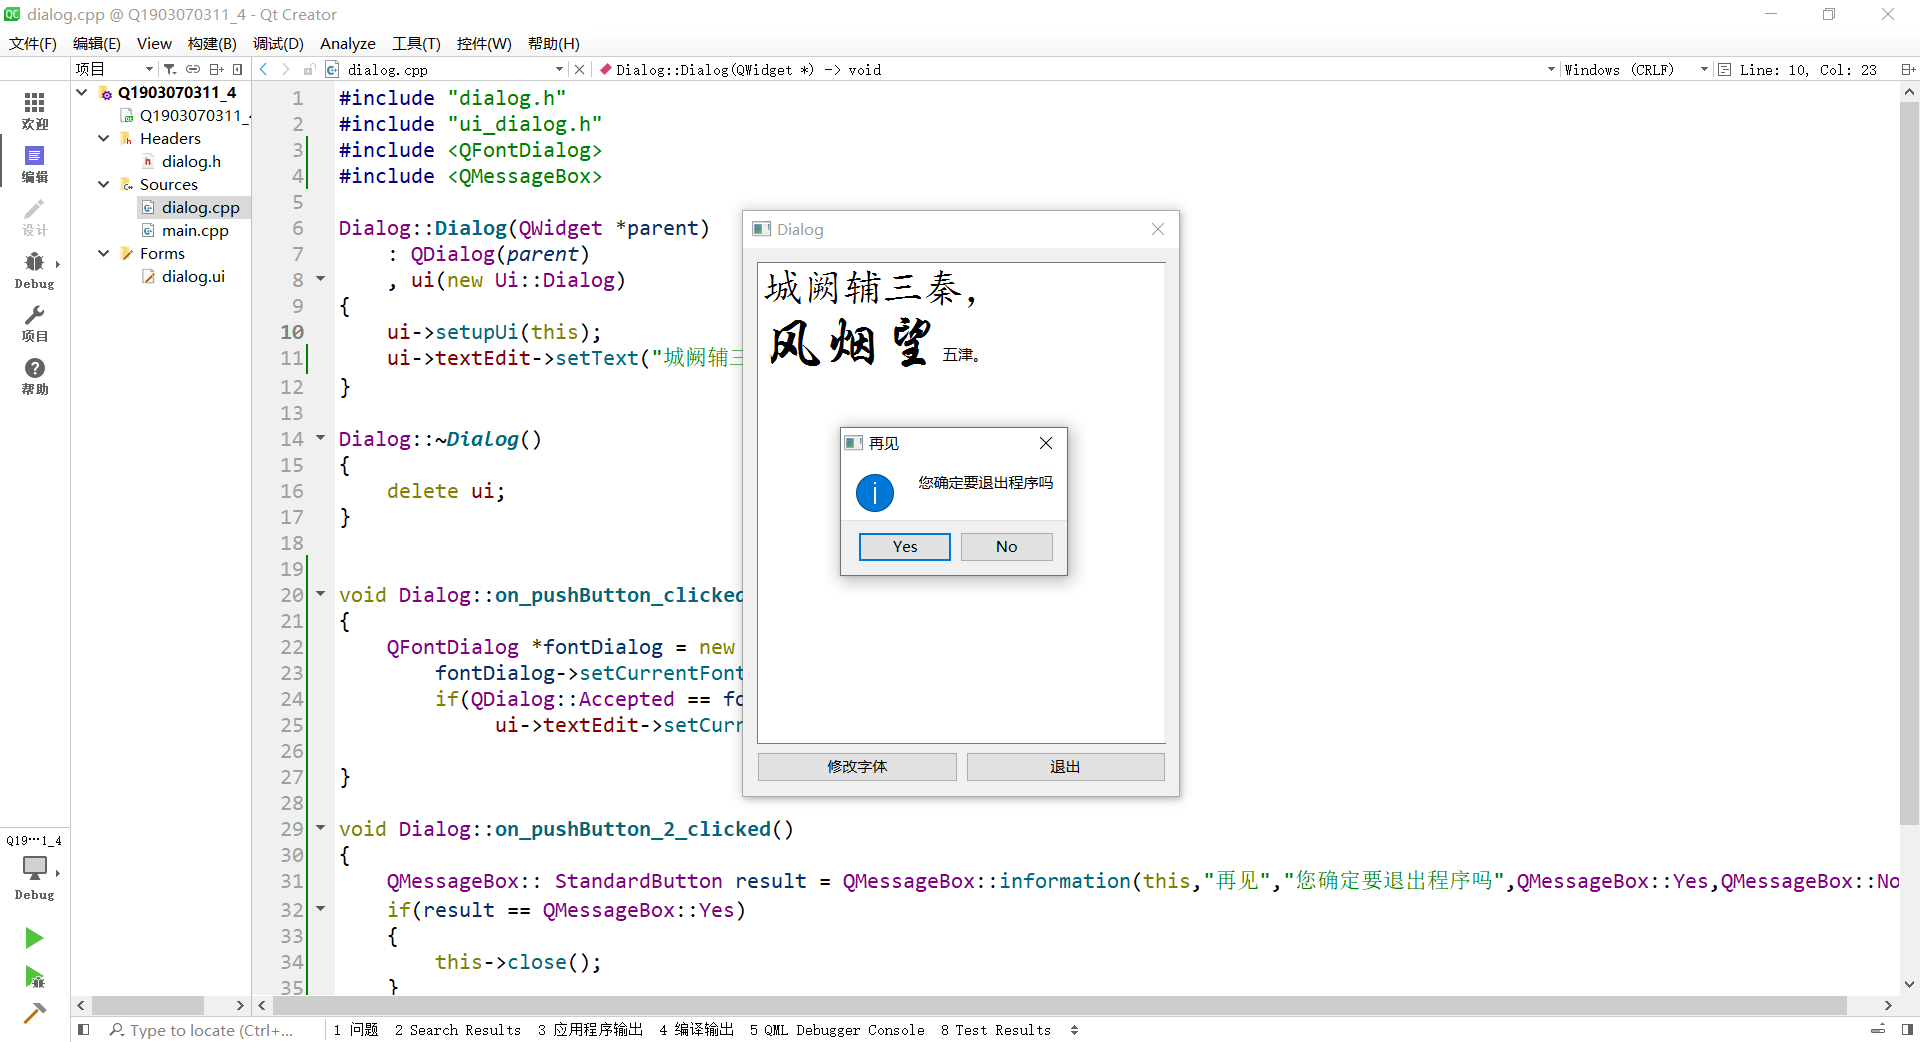 dialog.cpp @ Q1903070311_4 - Qt Creator
文件(F) 编辑(E) View 构建(B) 调试(D) Analyze 工具(T) 控件(W) 帮助(H)
项目
dialog.cpp
Dialog::Dialog(QWidget *) -> void
Windows (CRLF)
Line: 10, Col: 23
欢迎
编辑
设计
Debug
项目
帮助
Q19···1_4
Debug
Q1903070311_4
Q1903070311_
Headers
dialog.h
Sources
dialog.cpp
main.cpp
Forms
dialog.ui
1 #include "dialog.h"
2 #include "ui_dialog.h"
3 #include <QFontDialog>
4 #include <QMessageBox>
5
6 Dialog::Dialog(QWidget *parent)
7 : QDialog(parent)
8 , ui(new Ui::Dialog)
9 {
10 ui->setupUi(this);
11 ui->textEdit->setText("城阙辅三
12 }
13
14 Dialog::~Dialog()
15 {
16 delete ui;
17 }
18
19
20 void Dialog::on_pushButton_clicked
21 {
22 QFontDialog *fontDialog = new
23 fontDialog->setCurrentFont
24 if(QDialog::Accepted == fo
25 ui->textEdit->setCurr
26
27 }
28
29 void Dialog::on_pushButton_2_clicked()
30 {
31 QMessageBox:: StandardButton result = QMessageBox::information(this,"再见","您确定要退出程序吗",QMessageBox::Yes,QMessageBox::No
32 if(result == QMessageBox::Yes)
33 {
34 this->close();
35 }
Dialog
城阙辅三秦，
风烟望五津。
再见
您确定要退出程序吗
Yes No
修改字体 退出
Type to locate (Ctrl+...
1 问题 2 Search Results 3 应用程序输出 4 编译输出 5 QML Debugger Console 8 Test Results